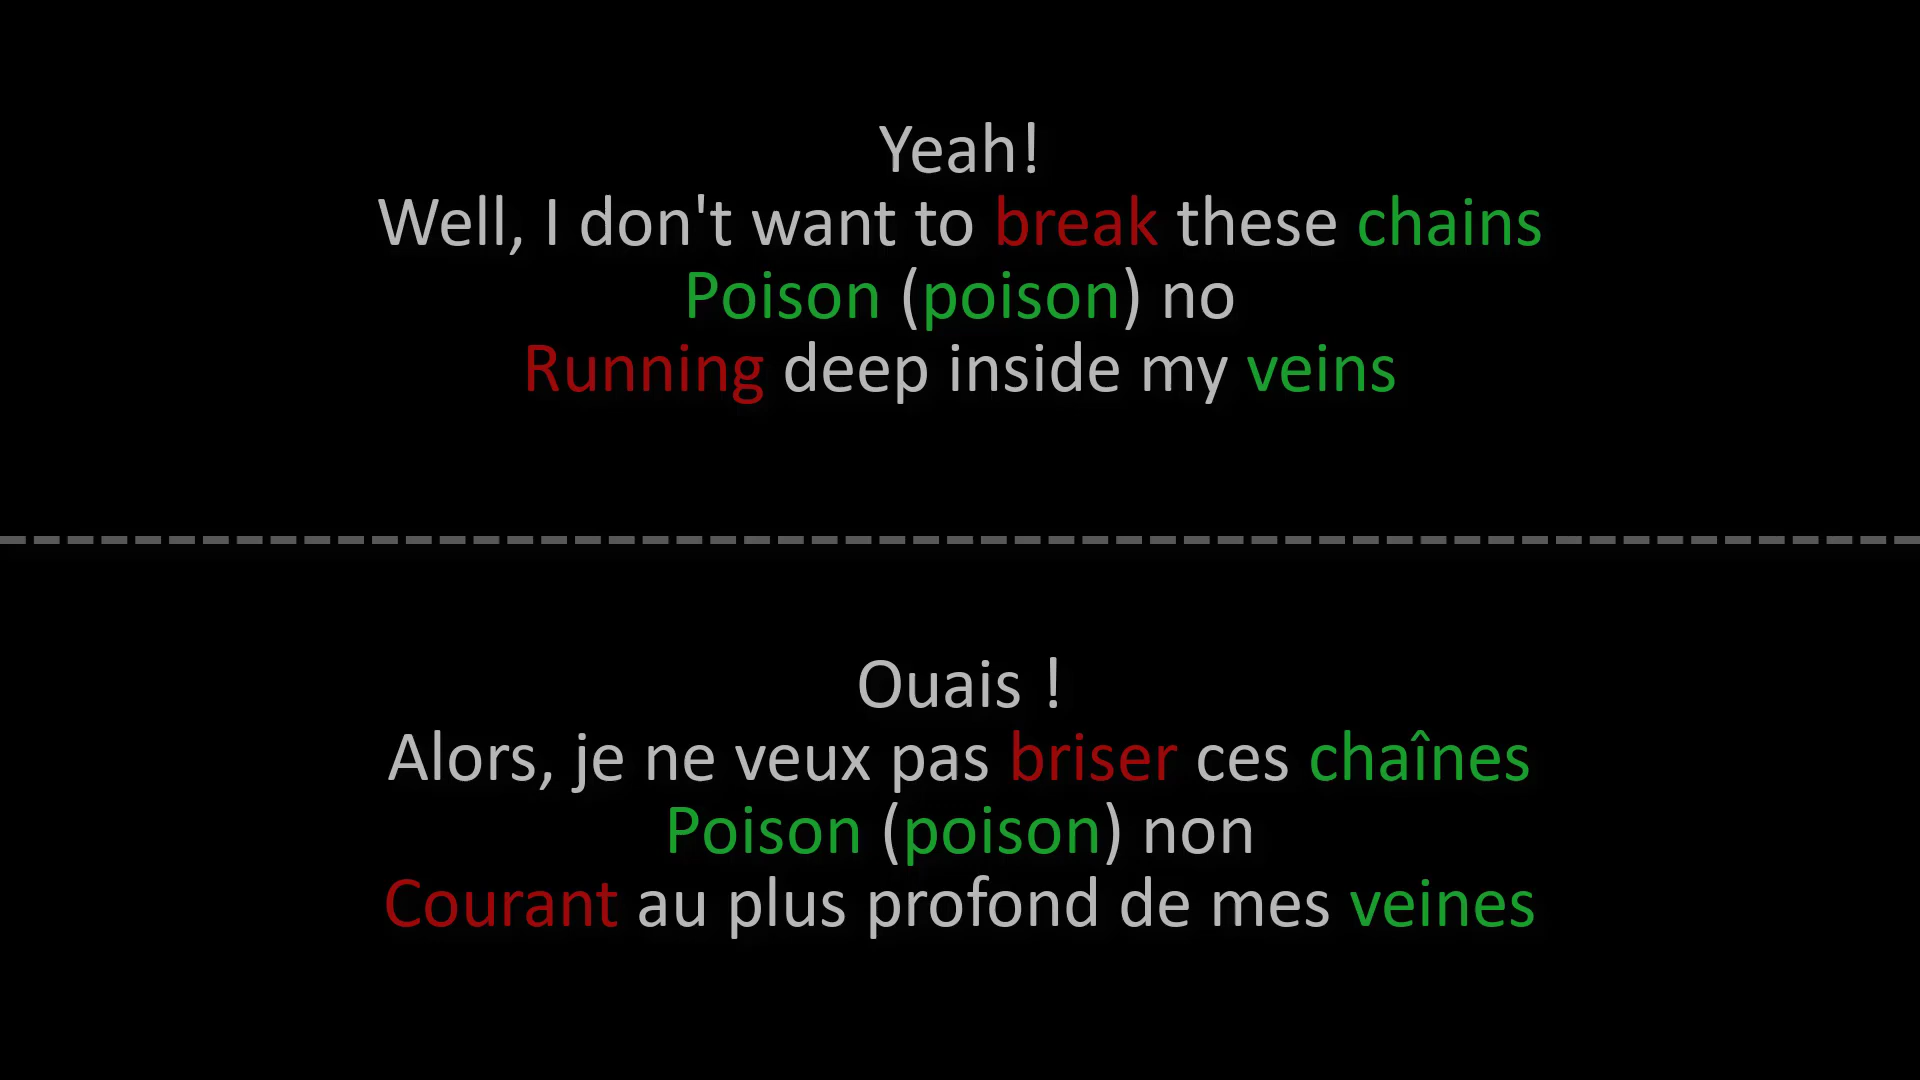 Yeah!
Well, I don't want to break these chains
Poison (poison) no
Running deep inside my veins
Ouais !
Alors, je ne veux pas briser ces chaînes
Poison (poison) non
Courant au plus profond de mes veines